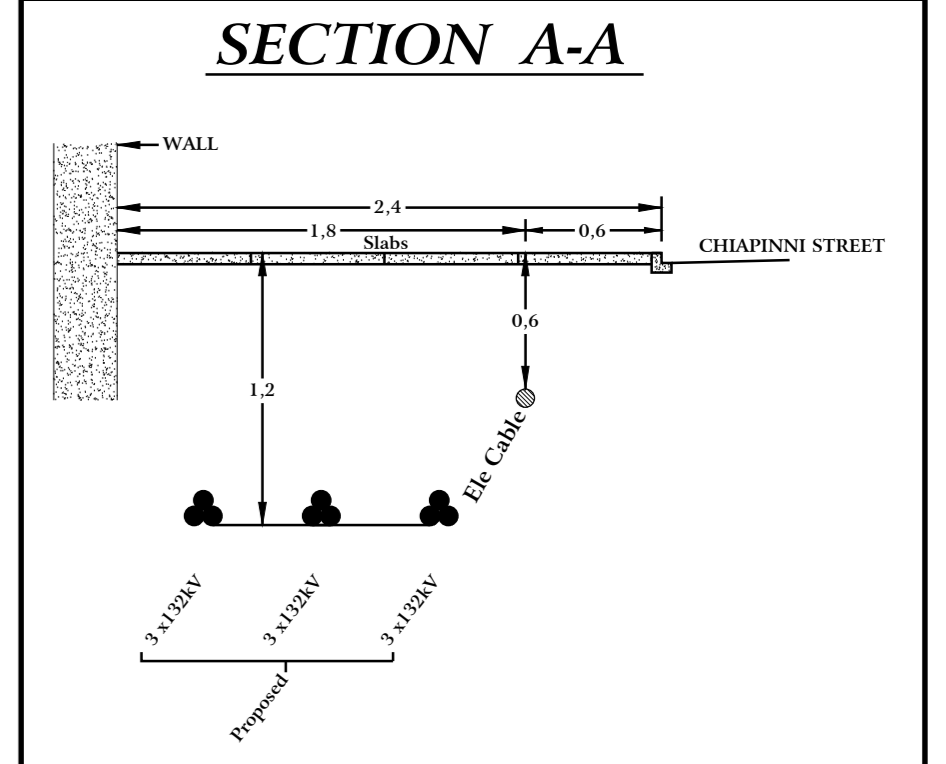 SECTION A-A
WALL
2,4
1,8
0,6
Slabs
CHIAPINNI STREET
0,6
1,2
Ele Cable
3 x132kV
3 x132kV
3 x132kV
Proposed